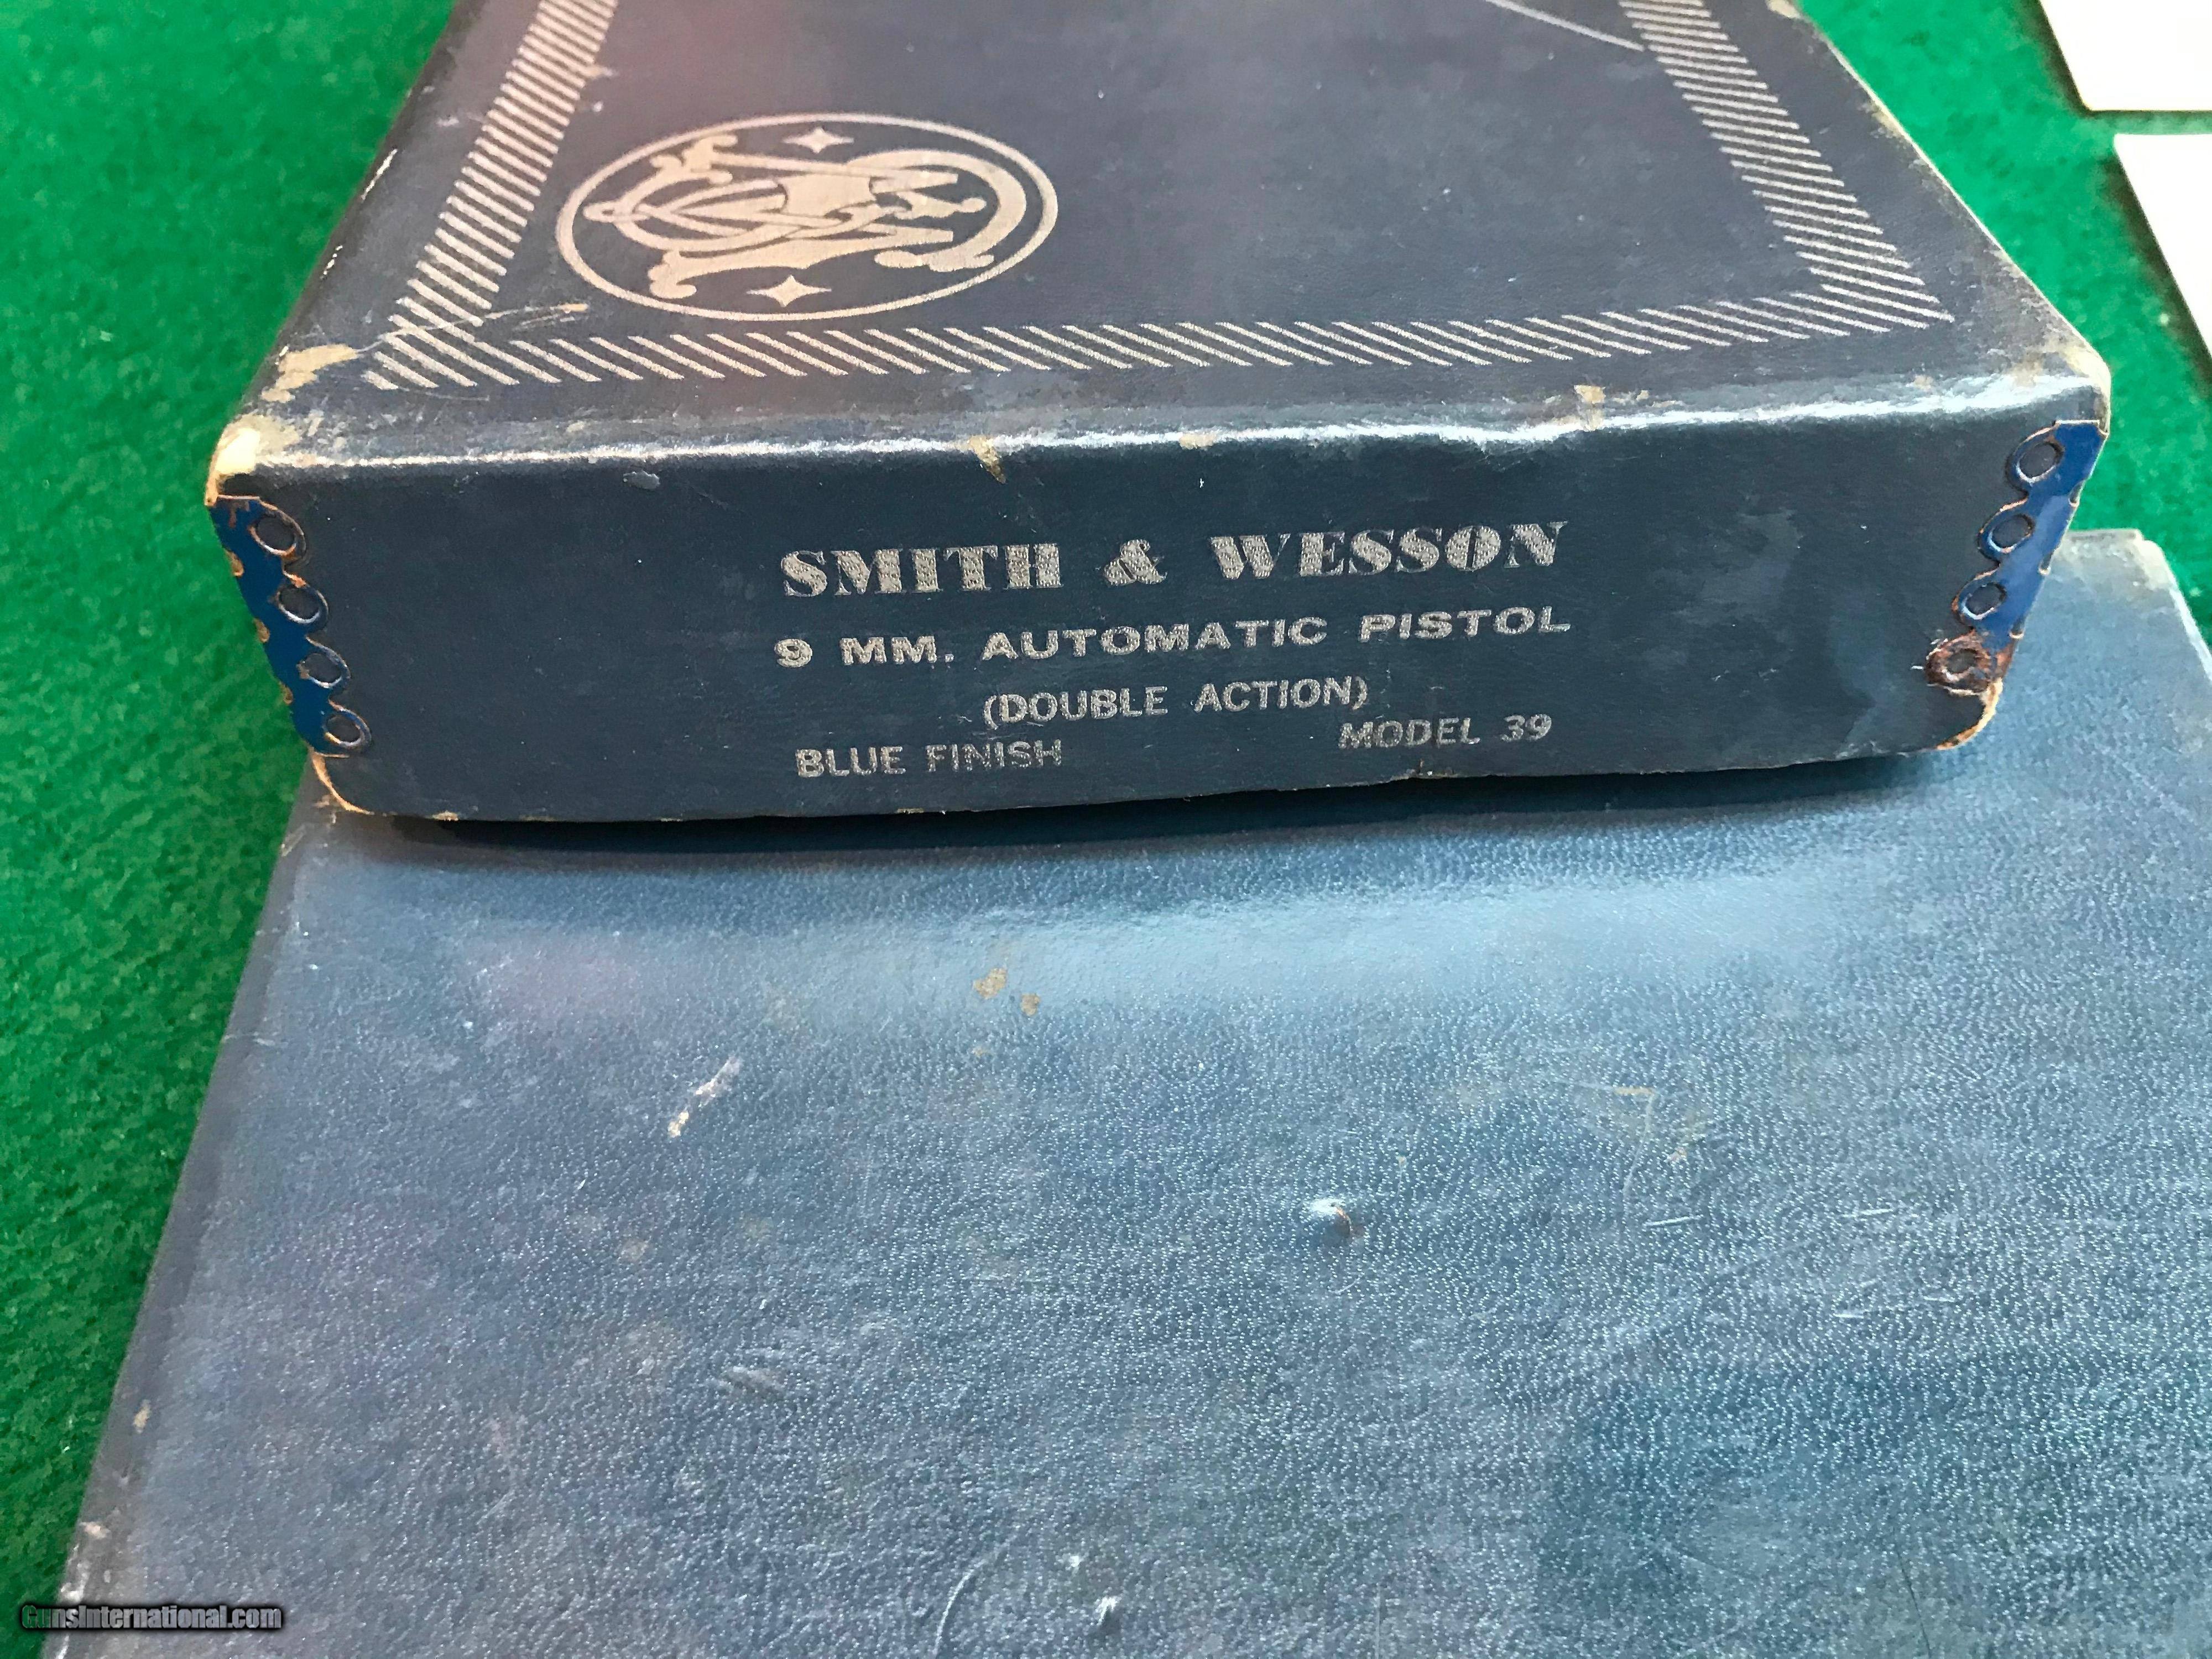 SMITH & WESSON
9 MM. AUTOMATIC PISTOL
(DOUBLE ACTION)
BLUE FINISH MODEL 39
GunsInternational.com